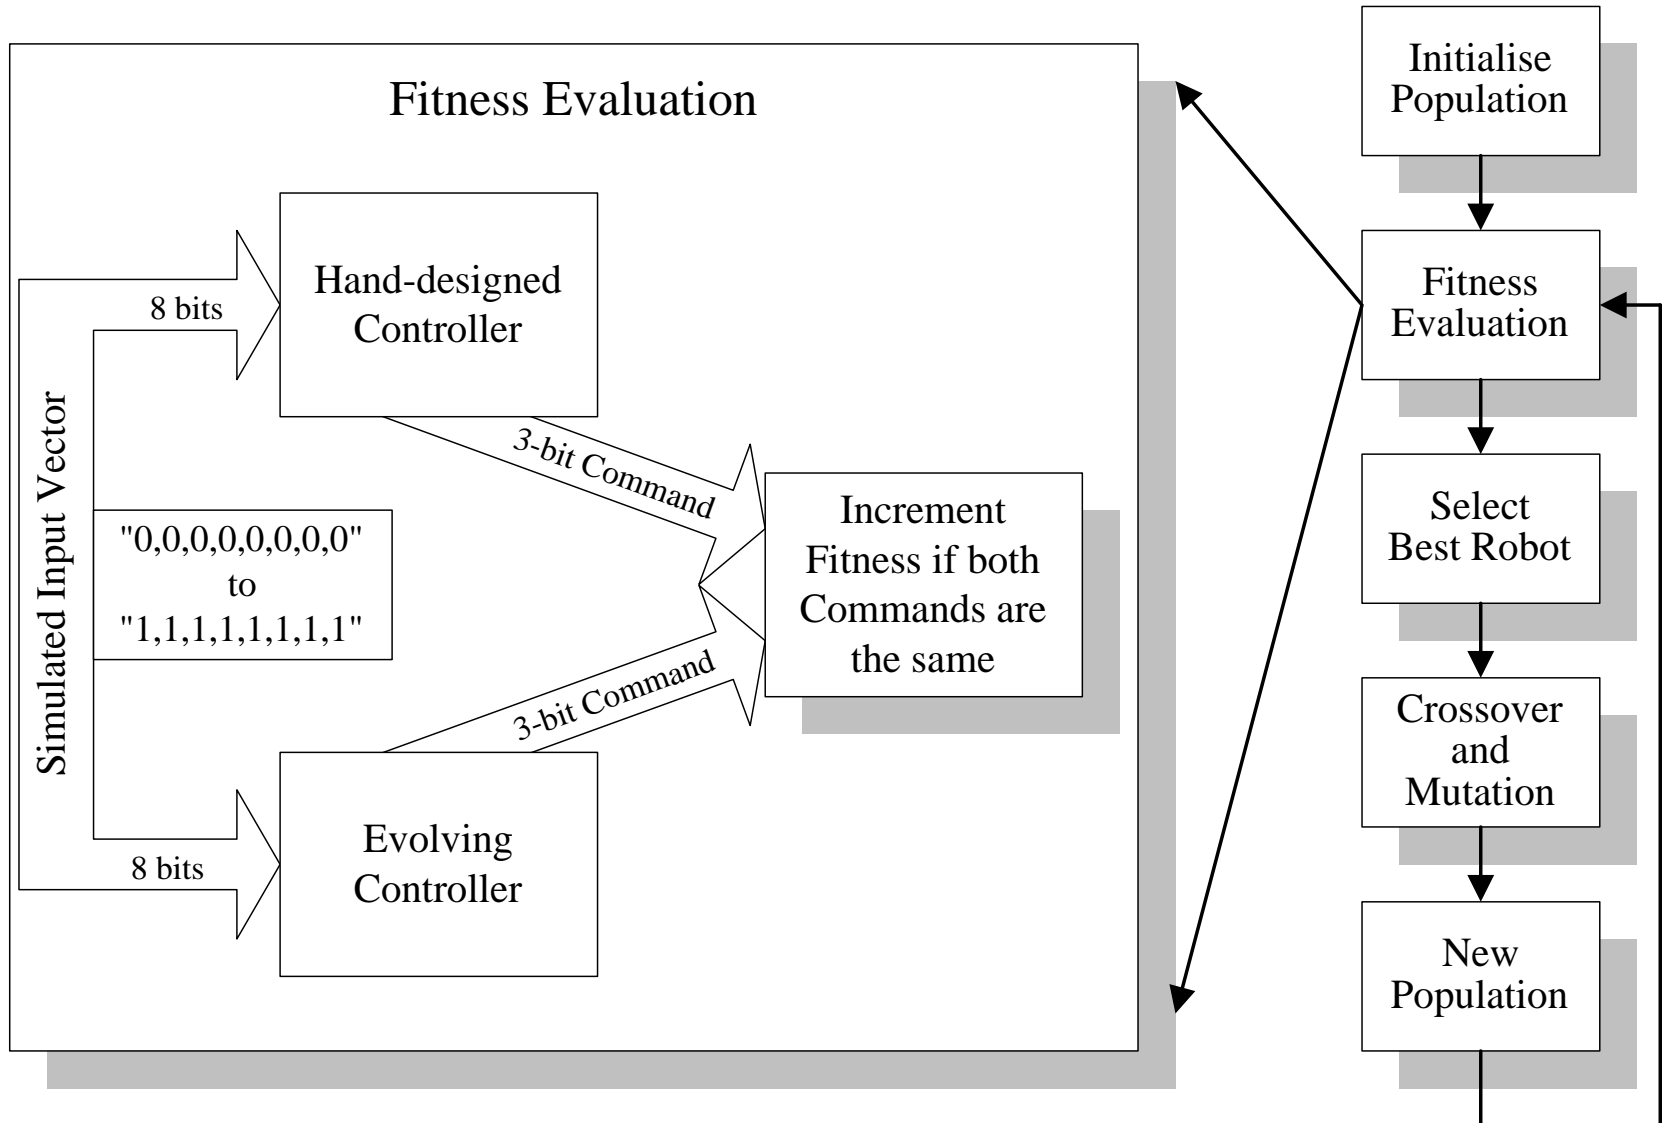 Fitness Evaluation
Hand-designed
Controller
8 bits
Simulated Input Vector
"0,0,0,0,0,0,0,0"
to
"1,1,1,1,1,1,1,1"
3-bit Command
Increment
Fitness if both
Commands are
the same
3-bit Command
8 bits
Evolving
Controller
Initialise
Population
Fitness
Evaluation
Select
Best Robot
Crossover
and
Mutation
New
Population